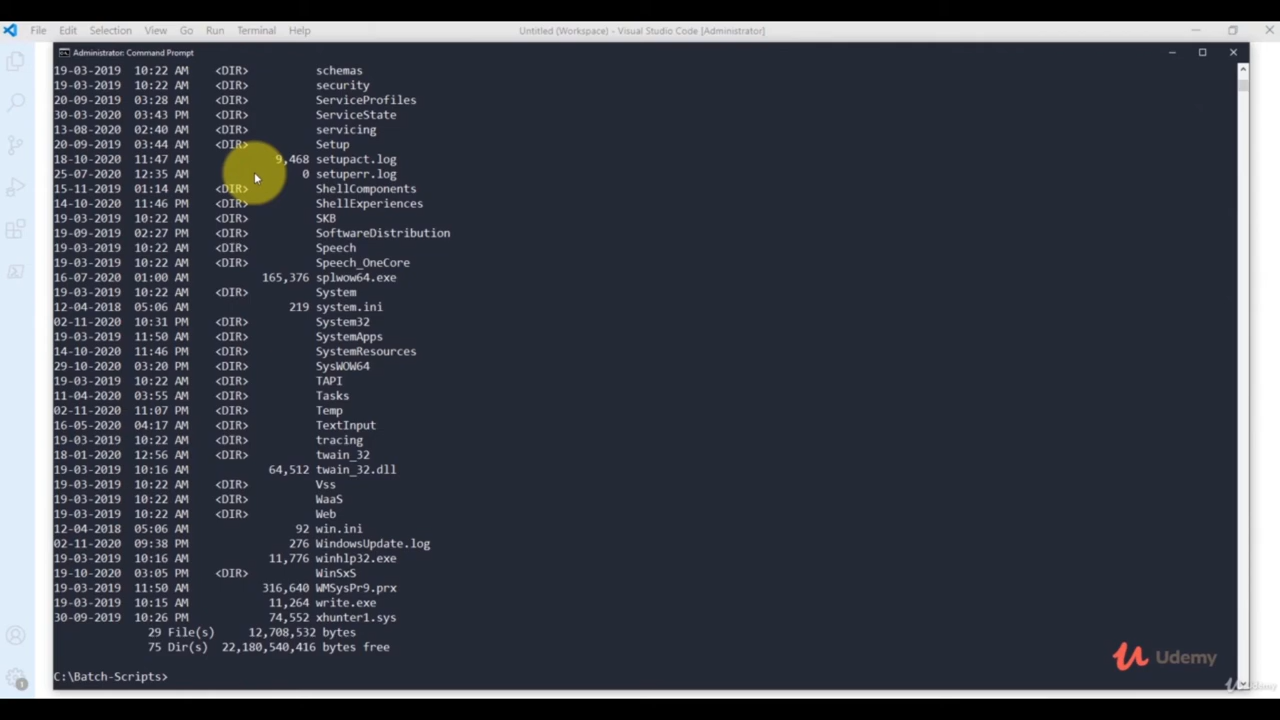 File Edit Selection View Go Run Terminal Help Untitled (Workspace) - Visual Studio Code [Administrator]
Administrator: Command Prompt
19-03-2019 10:22 AM <DIR> schemas
19-03-2019 10:22 AM <DIR> security
20-09-2019 03:28 AM <DIR> ServiceProfiles
30-03-2020 03:43 PM <DIR> ServiceState
13-08-2020 02:40 AM <DIR> servicing
20-09-2019 03:44 AM <DIR> Setup
18-10-2020 11:47 AM 9,468 setupact.log
25-07-2020 12:35 AM 0 setuperr.log
15-11-2019 01:14 AM <DIR> ShellComponents
14-10-2020 11:46 PM <DIR> ShellExperiences
19-03-2019 10:22 AM <DIR> SKB
19-09-2019 02:27 PM <DIR> SoftwareDistribution
19-03-2019 10:22 AM <DIR> Speech
19-03-2019 10:22 AM <DIR> Speech_OneCore
16-07-2020 01:00 AM 165,376 splwow64.exe
19-03-2019 10:22 AM <DIR> System
12-04-2018 05:06 AM 219 system.ini
02-11-2020 10:31 PM <DIR> System32
19-03-2019 11:50 AM <DIR> SystemApps
14-10-2020 11:46 PM <DIR> SystemResources
29-10-2020 03:20 PM <DIR> SysWOW64
19-03-2019 10:22 AM <DIR> TAPI
11-04-2020 03:55 AM <DIR> Tasks
02-11-2020 11:07 PM <DIR> Temp
16-05-2020 04:17 AM <DIR> TextInput
19-03-2019 10:22 AM <DIR> tracing
18-01-2020 12:56 AM <DIR> twain_32
19-03-2019 10:16 AM 64,512 twain_32.dll
19-03-2019 10:22 AM <DIR> Vss
19-03-2019 10:22 AM <DIR> WaaS
19-03-2019 10:22 AM <DIR> Web
12-04-2018 05:06 AM 92 win.ini
02-11-2020 09:38 PM 276 WindowsUpdate.log
19-03-2019 10:16 AM 11,776 winhlp32.exe
19-10-2020 03:05 PM <DIR> WinSxS
19-03-2019 11:50 AM 316,640 WMSysPr9.prx
19-03-2019 10:15 AM 11,264 write.exe
30-09-2019 10:26 PM 74,552 xhunter1.sys
29 File(s) 12,708,532 bytes
75 Dir(s) 22,180,540,416 bytes free
C:\Batch-Scripts>
Udemy
Udemy
1